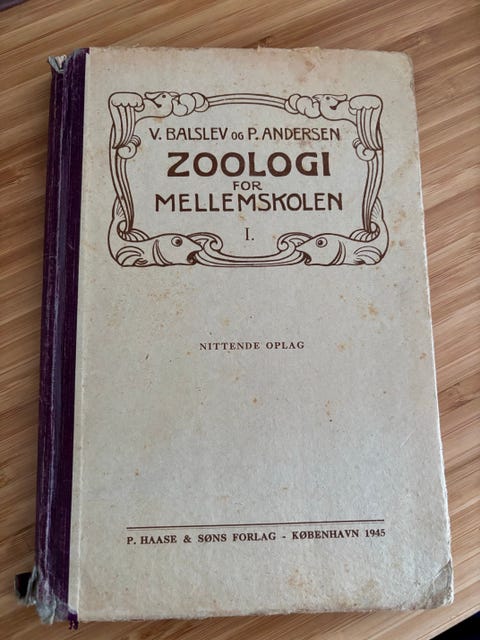 V. BALSLEV OG P. ANDERSEN
ZOOLOGI
FOR
MELLEMSKOLEN
I.
NITTENDE OPLAG
P. HAASE & SØNS FORLAG - KØBENHAVN 1945